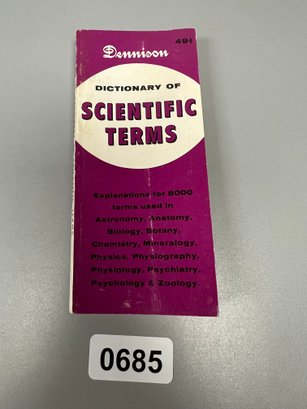 Dennison
49¢
DICTIONARY OF
SCIENTIFIC
TERMS
Explanations for 6000
terms used in
Astronomy, Anatomy,
Biology, Botany,
Chemistry, Mineralogy,
Physics, Physiography,
Physiology, Psychiatry,
Psychology & Zoology.
0685